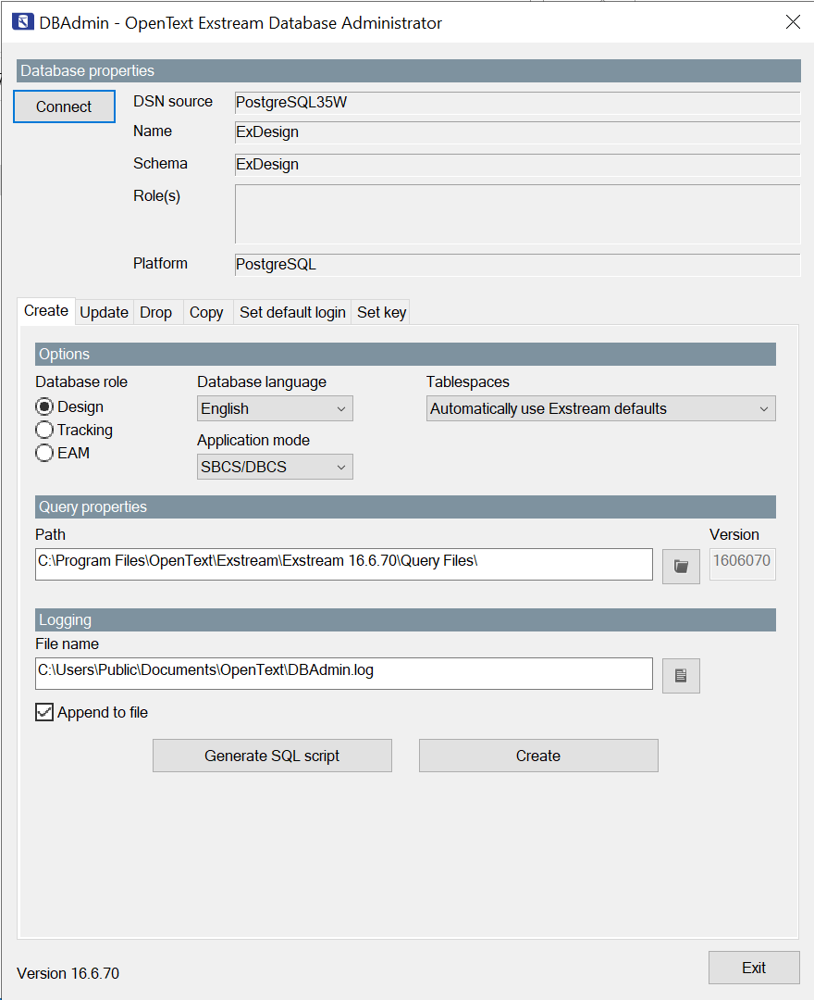 DBAdmin - OpenText Exstream Database Administrator
Database properties
Connect
DSN source PostgreSQL35W
Name ExDesign
Schema ExDesign
Role(s)
Platform PostgreSQL
Create Update Drop Copy Set default login Set key
Options
Database role Database language Tablespaces
Design English Automatically use Exstream defaults
Tracking Application mode
EAM SBCS/DBCS
Query properties
Path Version
C:\Program Files\OpenText\Exstream\Exstream 16.6.70\Query Files\ 1606070
Logging
File name
C:\Users\Public\Documents\OpenText\DBAdmin.log
Append to file
Generate SQL script Create
Version 16.6.70 Exit